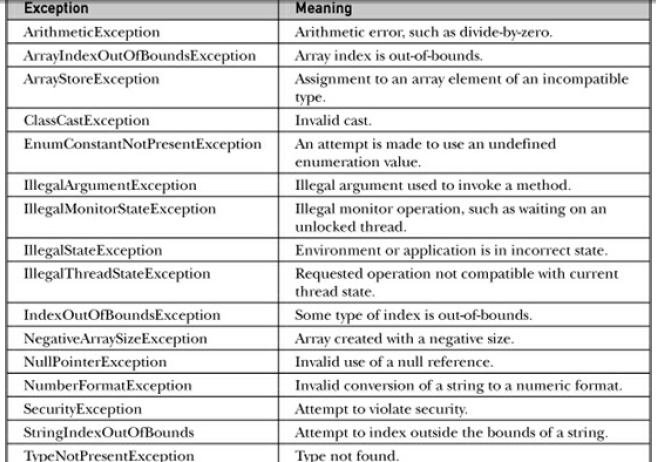 Exception Meaning
ArithmeticException Arithmetic error, such as divide-by-zero.
ArrayIndexOutOfBoundsException Array index is out-of-bounds.
ArrayStoreException Assignment to an array element of an incompatible
type.
ClassCastException Invalid cast.
EnumConstantNotPresentException An attempt is made to use an undefined
enumeration value.
IllegalArgumentException Illegal argument used to invoke a method.
IllegalMonitorStateException Illegal monitor operation, such as waiting on an
unlocked thread.
IllegalStateException Environment or application is in incorrect state.
IllegalThreadStateException Requested operation not compatible with current
thread state.
IndexOutOfBoundsException Some type of index is out-of-bounds.
NegativeArraySizeException Array created with a negative size.
NullPointerException Invalid use of a null reference.
NumberFormatException Invalid conversion of a string to a numeric format.
SecurityException Attempt to violate security.
StringIndexOutOfBounds Attempt to index outside the bounds of a string.
TypeNotPresentException Type not found.